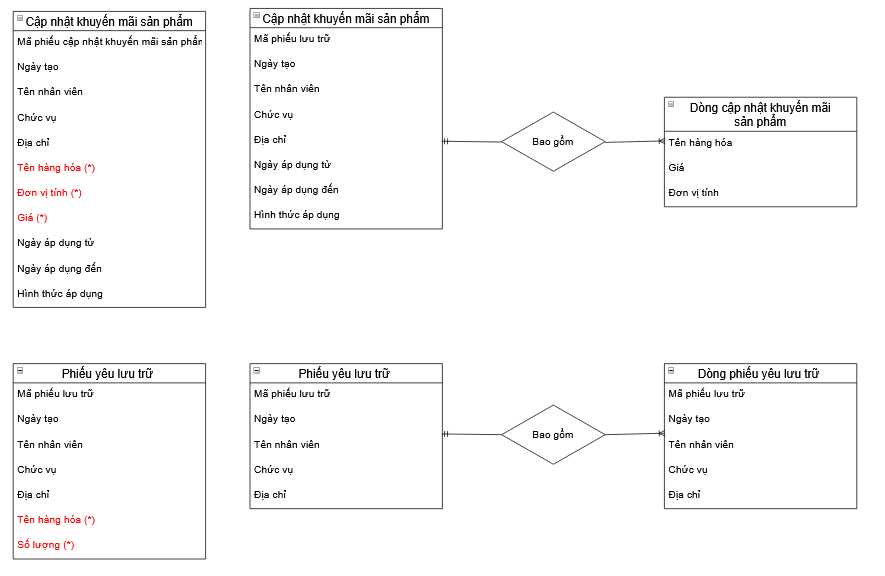 Cập nhật khuyến mãi sản phẩm
Mã phiếu cập nhật khuyến mãi sản phẩm
Ngày tạo
Tên nhân viên
Chức vụ
Địa chỉ
Tên hàng hóa (*)
Đơn vị tính (*)
Giá (*)
Ngày áp dụng từ
Ngày áp dụng đến
Hình thức áp dụng
Cập nhật khuyến mãi sản phẩm
Mã phiếu lưu trữ
Ngày tạo
Tên nhân viên
Chức vụ
Địa chỉ
Ngày áp dụng từ
Ngày áp dụng đến
Hình thức áp dụng
Bao gồm
Dòng cập nhật khuyến mãi
sản phẩm
Tên hàng hóa
Giá
Đơn vị tính
Phiếu yêu lưu trữ
Mã phiếu lưu trữ
Ngày tạo
Tên nhân viên
Chức vụ
Địa chỉ
Tên hàng hóa (*)
Số lượng (*)
Phiếu yêu lưu trữ
Mã phiếu lưu trữ
Ngày tạo
Tên nhân viên
Chức vụ
Địa chỉ
Bao gồm
Dòng phiếu yêu lưu trữ
Mã phiếu lưu trữ
Ngày tạo
Tên nhân viên
Chức vụ
Địa chỉ